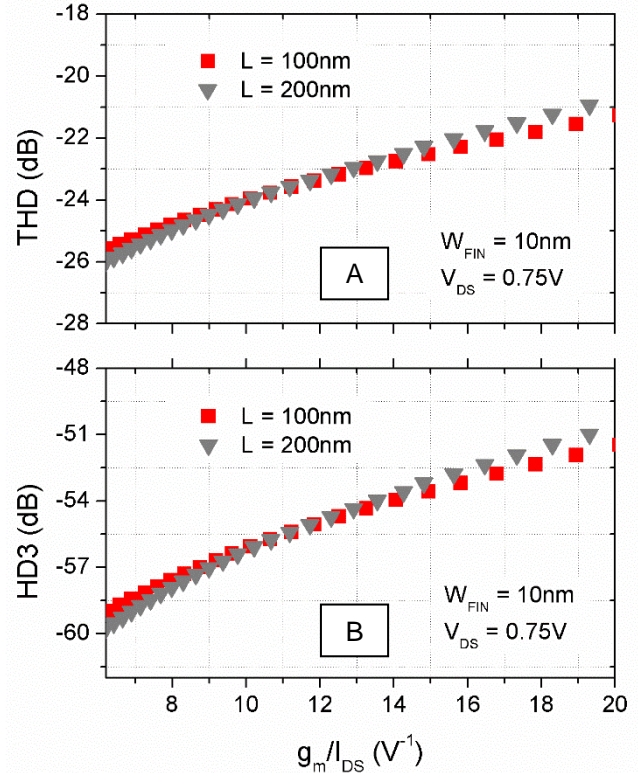 -18
-20
-22
-24
-26
-28
THD (dB)
L = 100nm
L = 200nm
A
W_FIN = 10nm
V_DS = 0.75V
-48
-51
-54
-57
-60
HD3 (dB)
L = 100nm
L = 200nm
B
W_FIN = 10nm
V_DS = 0.75V
8 10 12 14 16 18 20
g_m/I_DS (V⁻¹)